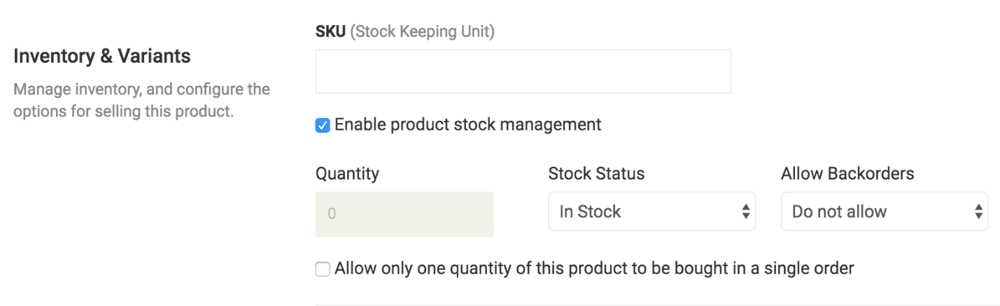 SKU (Stock Keeping Unit)
Inventory & Variants
Manage inventory, and configure the
options for selling this product.
Enable product stock management
Quantity Stock Status Allow Backorders
0 In Stock Do not allow
Allow only one quantity of this product to be bought in a single order